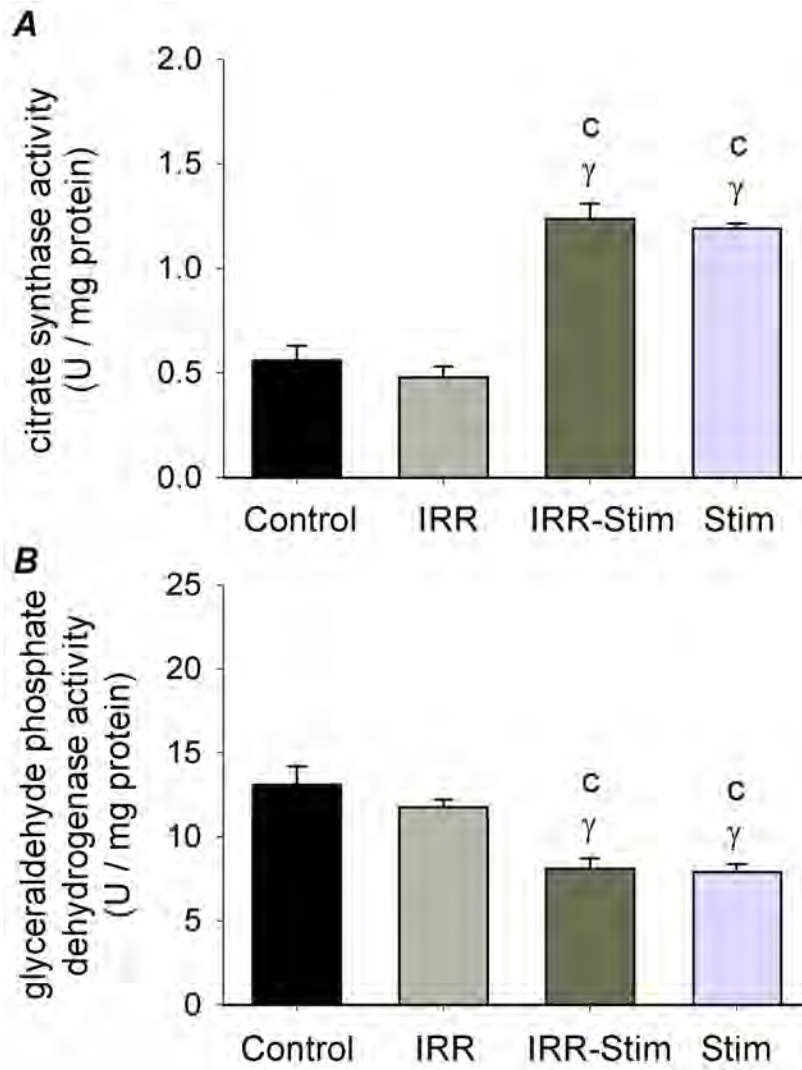 A
citrate synthase activity
(U / mg protein)
2.0
1.5
1.0
0.5
0.0
c
γ
c
γ
Control IRR IRR-Stim Stim
B
glyceraldehyde phosphate
dehydrogenase activity
(U / mg protein)
25
20
15
10
5
0
c
γ
c
γ
Control IRR IRR-Stim Stim